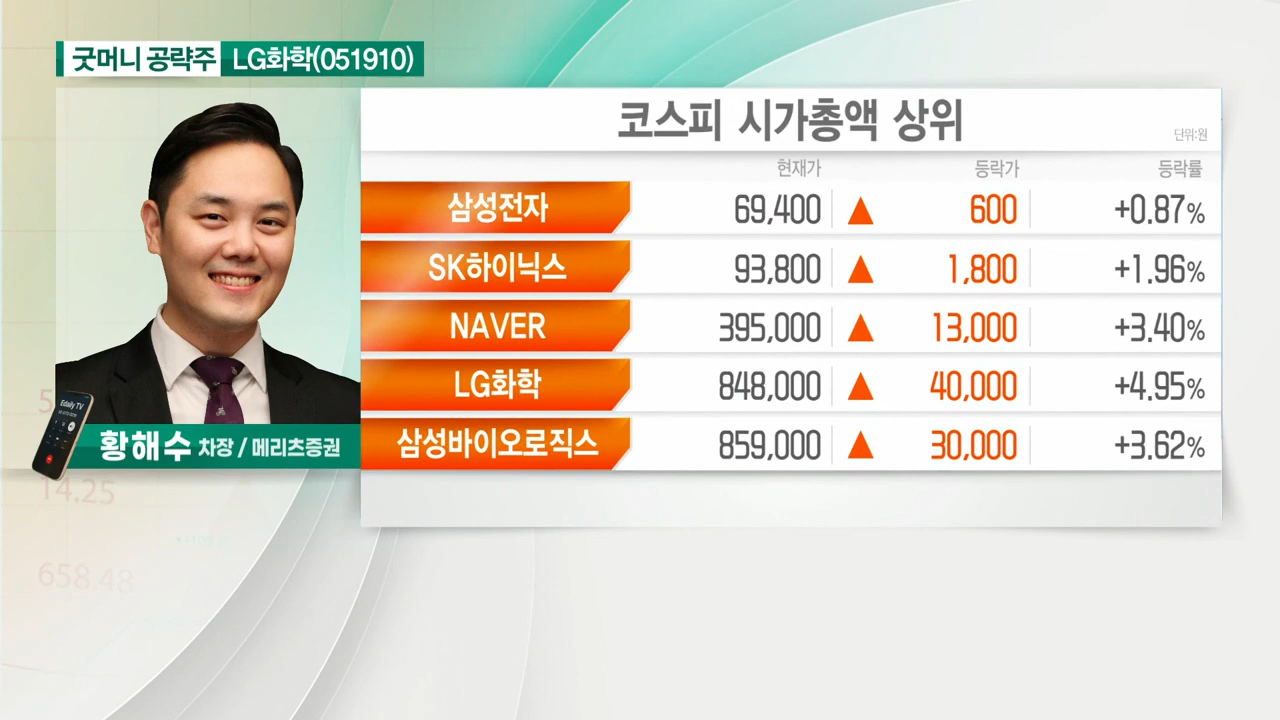 굿머니 공략주 LG화학(051910)
코스피 시가총액 상위
단위:원
현재가 등락가 등락률
삼성전자 69,400 ▲ 600 +0.87%
SK하이닉스 93,800 ▲ 1,800 +1.96%
NAVER 395,000 ▲ 13,000 +3.40%
LG화학 848,000 ▲ 40,000 +4.95%
삼성바이오로직스 859,000 ▲ 30,000 +3.62%
Edaily TV
황해수 차장 / 메리츠증권
14.25
658.48